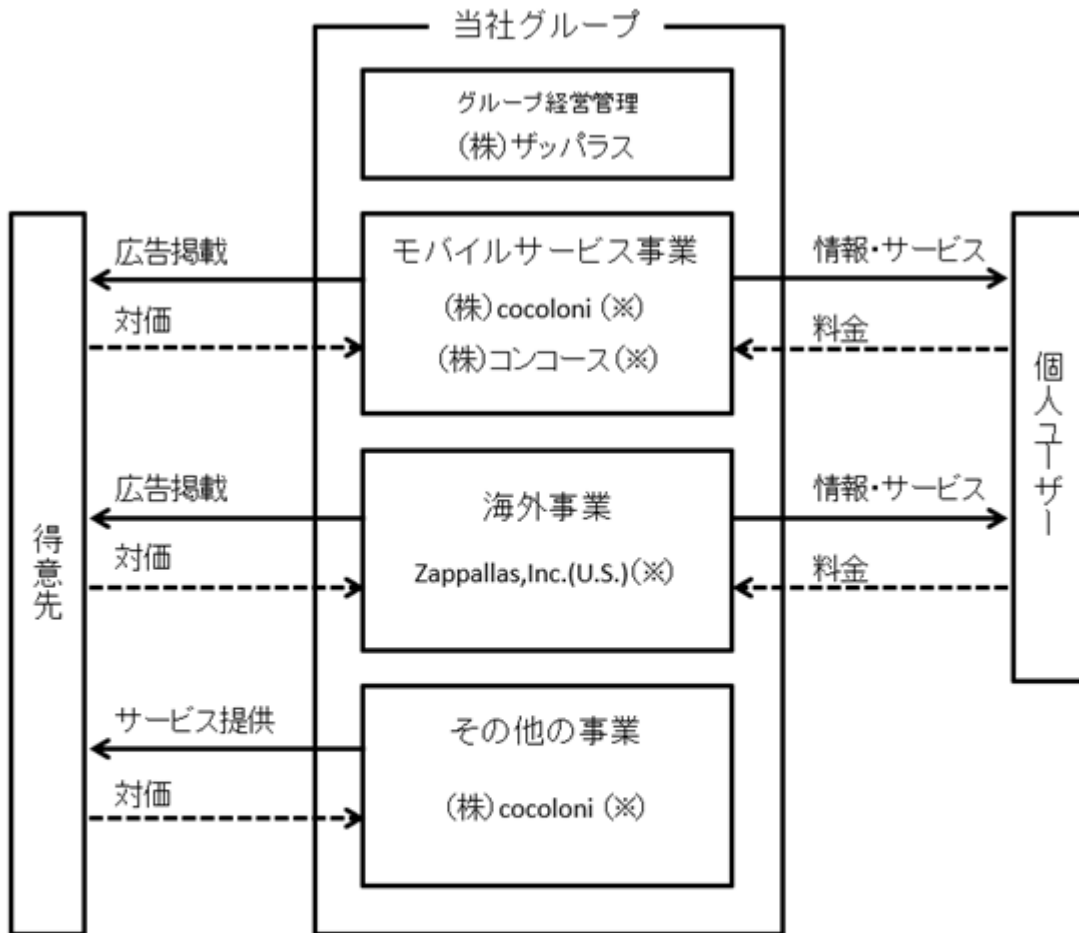 当社グループ
グループ経営管理
(株)ザッパラス
広告掲載
対価
モバイルサービス事業
(株)cocoloni(※)
(株)コンコース(※)
情報・サービス
料金
広告掲載
対価
海外事業
Zappallas,Inc.(U.S.)(※)
情報・サービス
料金
得意先
個人ユーザー
サービス提供
対価
その他の事業
(株)cocoloni(※)